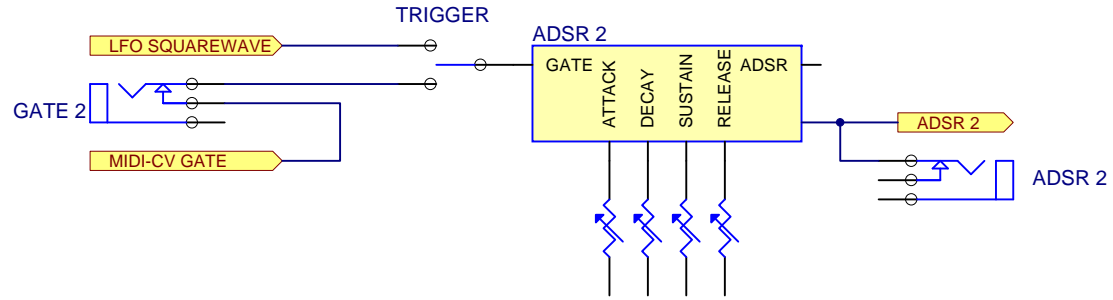 TRIGGER
LFO SQUAREWAVE
ADSR 2
GATE
ADSR
ATTACK
DECAY
SUSTAIN
RELEASE
GATE 2
ADSR 2
MIDI-CV GATE
ADSR 2